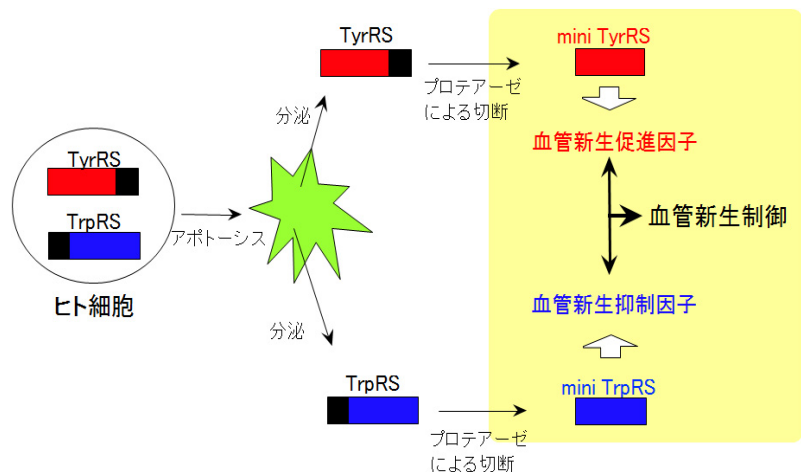 TyrRS
mini TyrRS
プロテアーゼ
による切断
分泌
血管新生促進因子
TyrRS
TrpRS
アポトーシス
血管新生制御
ヒト細胞
血管新生抑制因子
分泌
TrpRS
mini TrpRS
プロテアーゼ
による切断